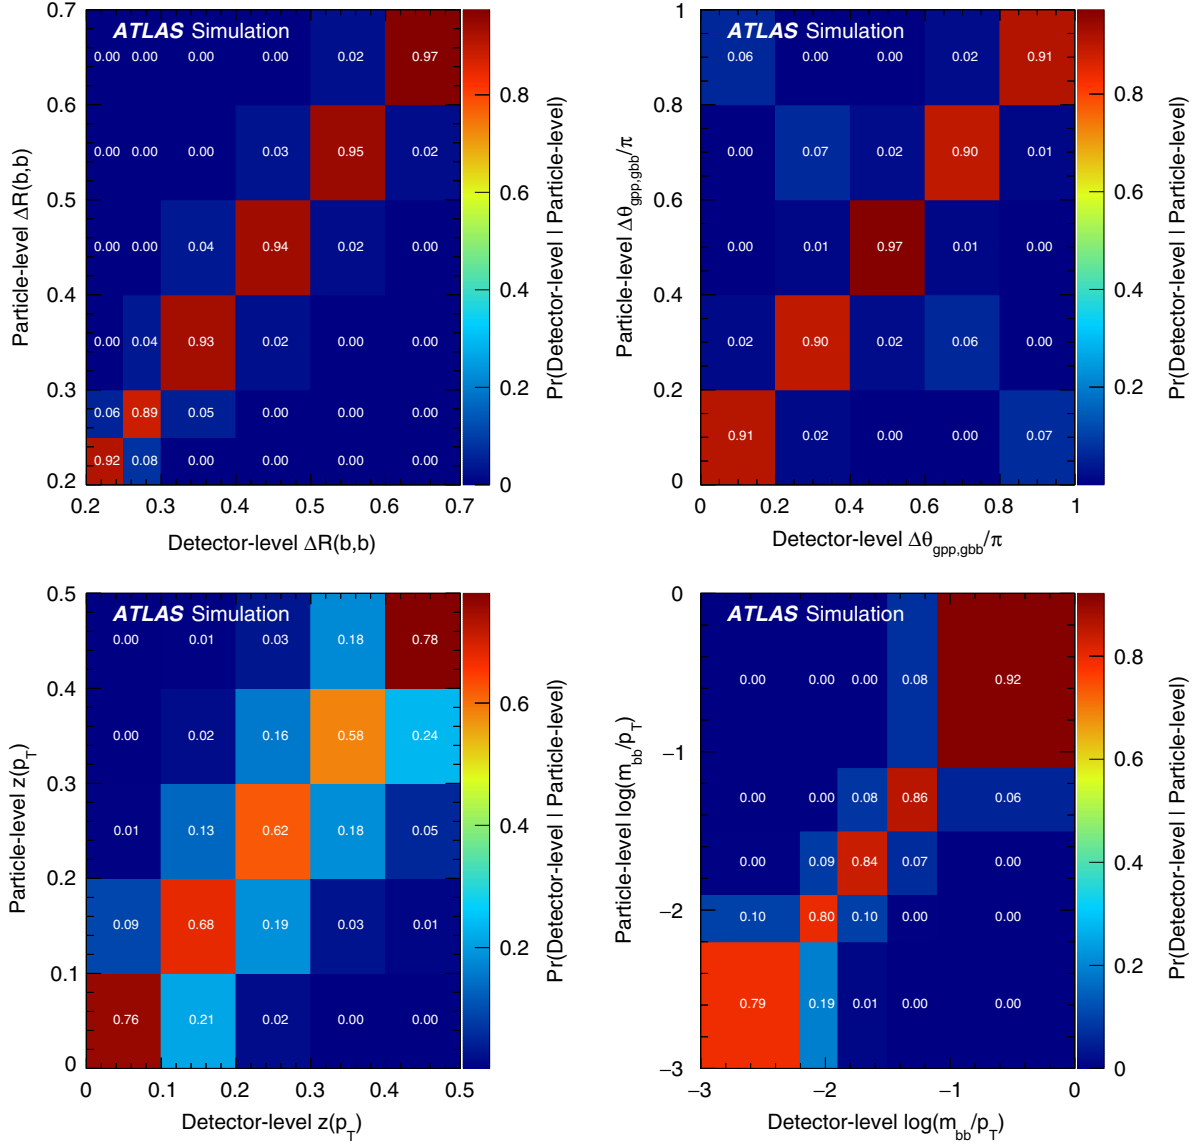 ATLAS Simulation
0.00 0.00 0.00 0.00 0.02 0.97
0.00 0.00 0.00 0.03 0.95 0.02
0.00 0.00 0.04 0.94 0.02 0.00
0.00 0.04 0.93 0.02 0.00 0.00
0.06 0.89 0.05 0.00 0.00 0.00
0.92 0.08 0.00 0.00 0.00 0.00
0.7
0.6
0.5
0.4
0.3
0.2
0.2 0.3 0.4 0.5 0.6 0.7
Particle-level ΔR(b,b)
Detector-level ΔR(b,b)
0.8
0.6
0.4
0.2
0
Pr(Detector-level | Particle-level)
ATLAS Simulation
0.06 0.00 0.00 0.02 0.91
0.00 0.07 0.02 0.90 0.01
0.00 0.01 0.97 0.01 0.00
0.02 0.90 0.02 0.06 0.00
0.91 0.02 0.00 0.00 0.07
1
0.8
0.6
0.4
0.2
0
0 0.2 0.4 0.6 0.8 1
Particle-level Δθgpp,gbb/π
Detector-level Δθgpp,gbb/π
0.8
0.6
0.4
0.2
Pr(Detector-level | Particle-level)
ATLAS Simulation
0.00 0.01 0.03 0.18 0.78
0.00 0.02 0.16 0.58 0.24
0.01 0.13 0.62 0.18 0.05
0.09 0.68 0.19 0.03 0.01
0.76 0.21 0.02 0.00 0.00
0.5
0.4
0.3
0.2
0.1
0
0 0.1 0.2 0.3 0.4 0.5
Particle-level z(pT)
Detector-level z(pT)
0.6
0.4
0.2
Pr(Detector-level | Particle-level)
ATLAS Simulation
0.00 0.00 0.00 0.08 0.92
0.00 0.00 0.08 0.86 0.06
0.00 0.09 0.84 0.07 0.00
0.10 0.80 0.10 0.00 0.00
0.79 0.19 0.01 0.00 0.00
0
−1
−2
−3
−3 −2 −1 0
Particle-level log(mbb/pT)
Detector-level log(mbb/pT)
0.8
0.6
0.4
0.2
0
Pr(Detector-level | Particle-level)